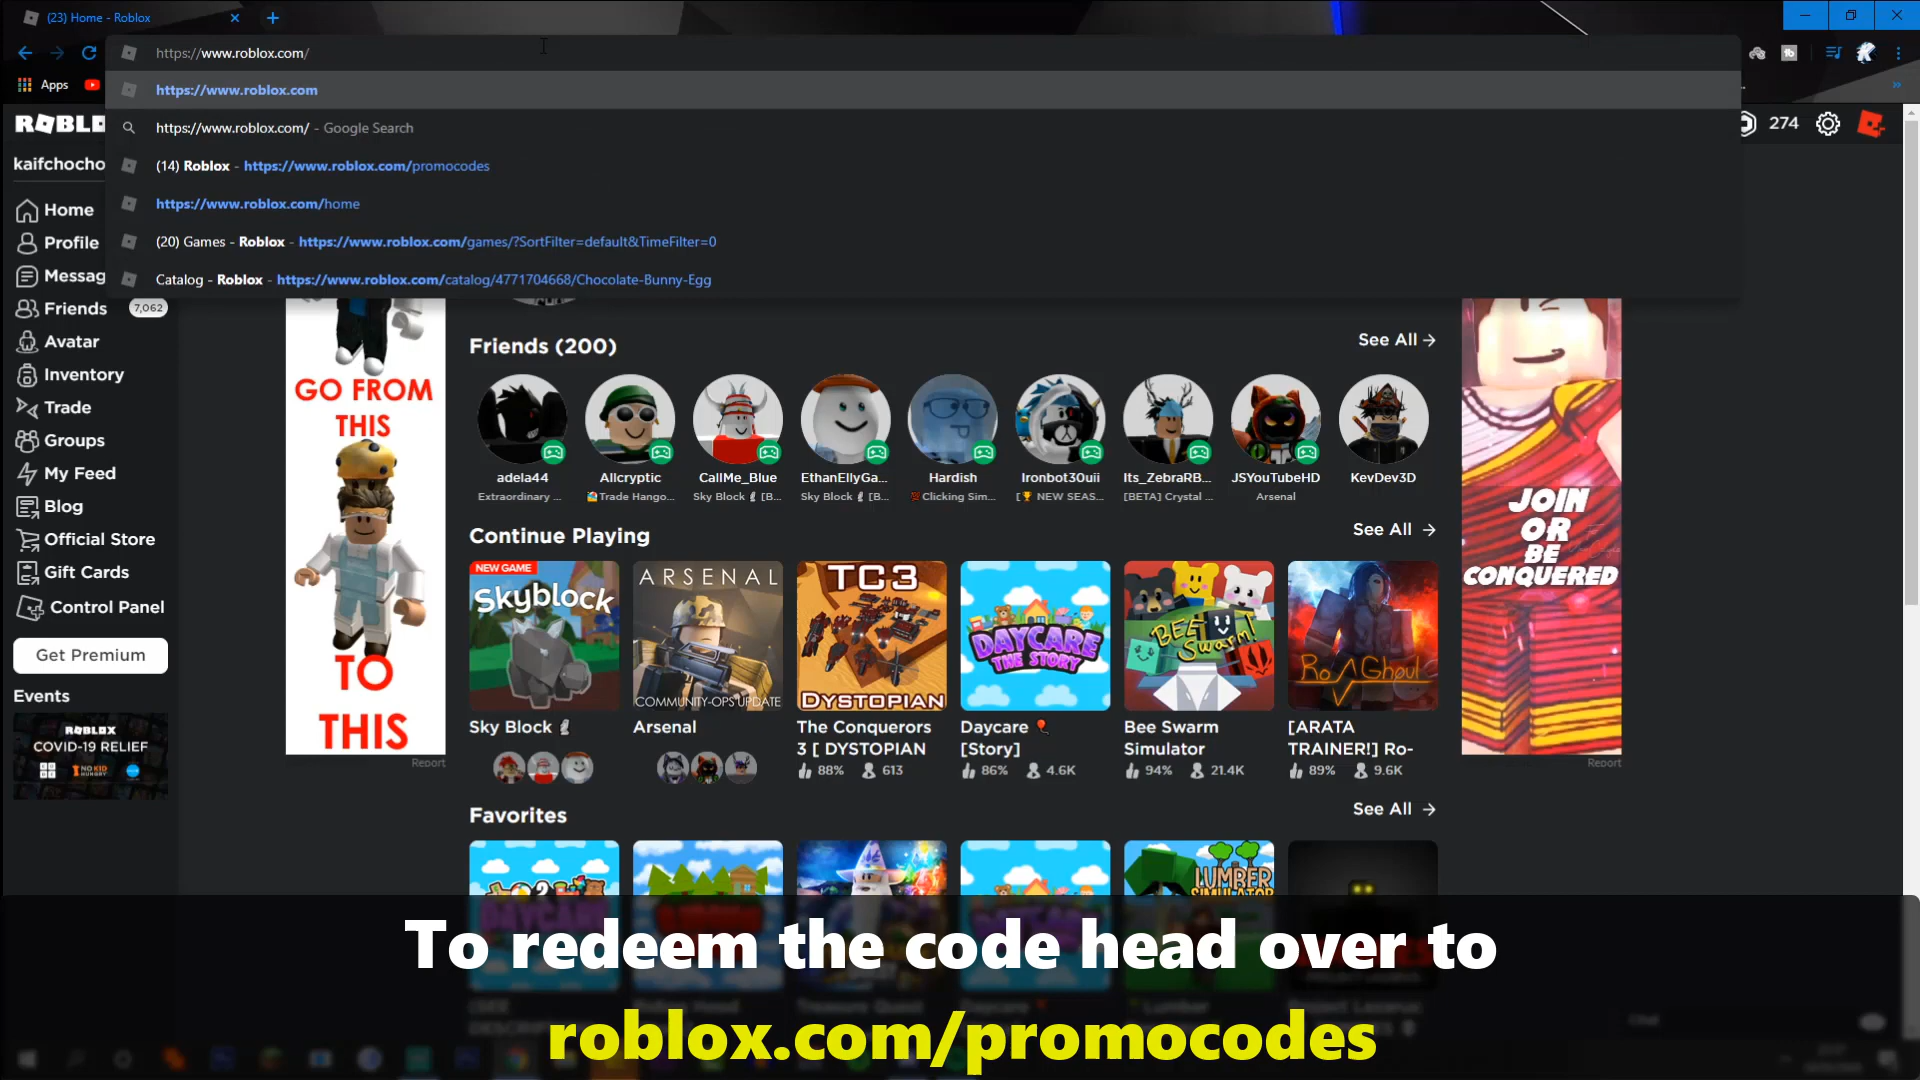 (23) Home - Roblox
https://www.roblox.com/
Apps
https://www.roblox.com
https://www.roblox.com/ - Google Search
(14) Roblox - https://www.roblox.com/promocodes
https://www.roblox.com/home
(20) Games - Roblox - https://www.roblox.com/games/?SortFilter=default&TimeFilter=0
Catalog - Roblox - https://www.roblox.com/catalog/4771704668/Chocolate-Bunny-Egg
274
kaifchocho
Home
Profile
Messag
Friends 7,062
Avatar
Inventory
Trade
Groups
My Feed
Blog
Official Store
Gift Cards
Control Panel
Get Premium
Events
ROBLOX
COVID-19 RELIEF
NO KID HUNGRY
GO FROM
THIS
TO
THIS
Report
Friends (200)
See All
adela44
Extraordinary ...
Allcryptic
Trade Hango...
CallMe_Blue
Sky Block [B...
EthanEllyGa...
Sky Block [B...
Hardish
Clicking Sim...
Ironbot30uii
[ NEW SEAS...
Its_ZebraRB...
[BETA] Crystal ...
JSYouTubeHD
Arsenal
KevDev3D
Continue Playing
See All
NEW GAME
Skyblock
Sky Block
ARSENAL
COMMUNITY-OPS UPDATE
Arsenal
TC3
DYSTOPIAN
The Conquerors
3 [ DYSTOPIAN
88% 613
DAYCARE
THE STORY
Daycare
[Story]
86% 4.6K
BEE SWARM!
Bee Swarm
Simulator
94% 21.4K
Ro Ghoul
[ARATA
TRAINER!] Ro-
89% 9.6K
JOIN
OR
BE
CONQUERED
Report
Favorites
See All
LUMBER
To redeem the code head over to
roblox.com/promocodes